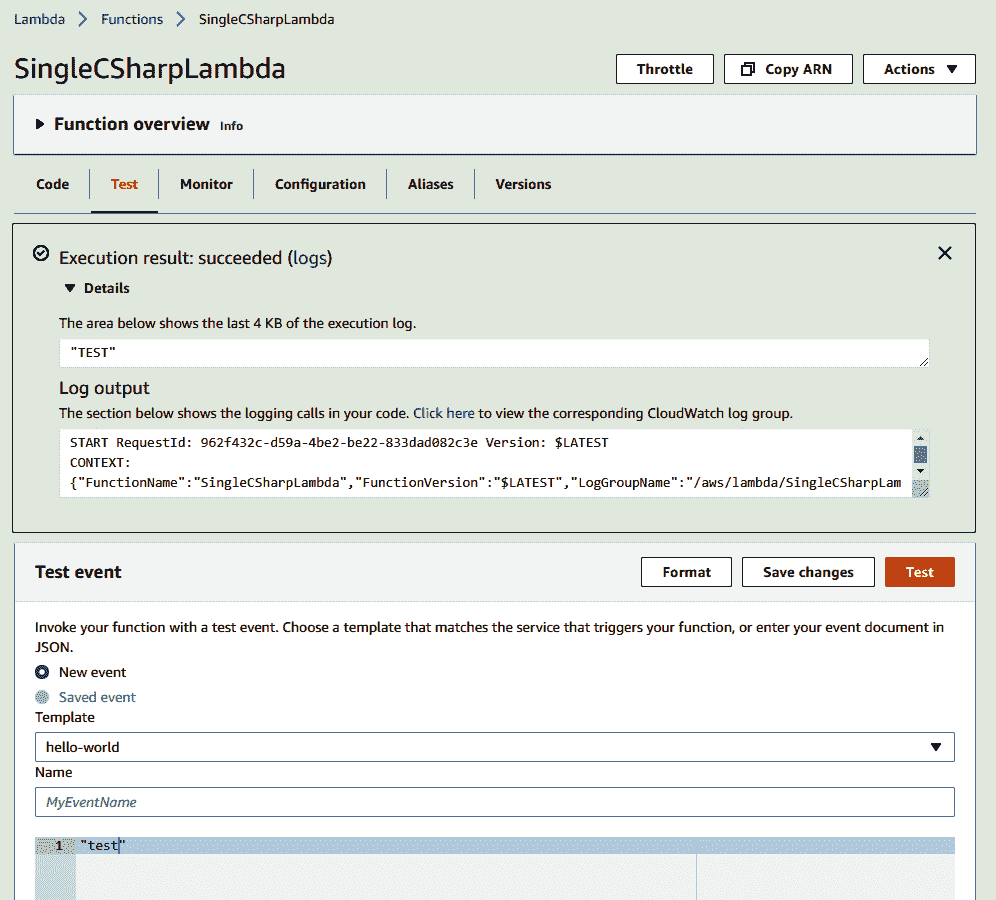 Lambda > Functions > SingleCSharpLambda
SingleCSharpLambda
Throttle Copy ARN Actions
Function overview Info
Code Test Monitor Configuration Aliases Versions
Execution result: succeeded (logs)
Details
The area below shows the last 4 KB of the execution log.
"TEST"
Log output
The section below shows the logging calls in your code. Click here to view the corresponding CloudWatch log group.
START RequestId: 962f432c-d59a-4be2-be22-833dad082c3e Version: $LATEST
CONTEXT:
{"FunctionName":"SingleCSharpLambda","FunctionVersion":"$LATEST","LogGroupName":"/aws/lambda/SingleCSharpLam
Test event
Format Save changes Test
Invoke your function with a test event. Choose a template that matches the service that triggers your function, or enter your event document in
JSON.
New event
Saved event
Template
hello-world
Name
MyEventName
1 "test"